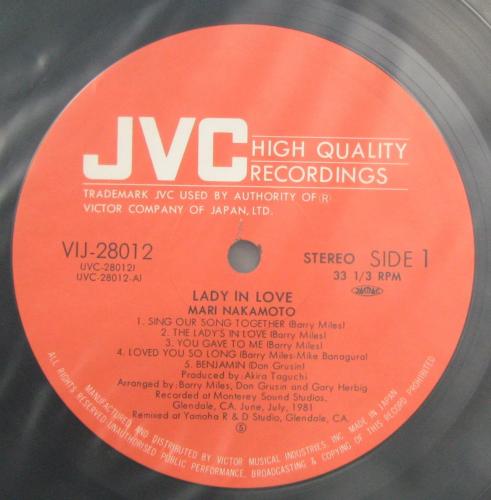 JVC HIGH QUALITY RECORDINGS
TRADEMARK JVC USED BY AUTHORITY OF (R)
VICTOR COMPANY OF JAPAN, LTD.
VIJ-28012
UVC-28012J
UVC-28012-A1
STEREO SIDE 1
33 1/3 RPM
LADY IN LOVE
MARI NAKAMOTO
1. SING OUR SONG TOGETHER (Barry Miles)
2. THE LADY'S IN LOVE (Barry Miles)
3. YOU GAVE TO ME (Barry Miles)
4. LOVED YOU SO LONG (Barry Miles-Mike Banagura)
5. BENJAMIN (Don Grusin)
Produced by: Akira Taguchi
Arranged by: Barry Miles, Don Grusin and Gary Herbig
Recorded at Monterey Sound Studios,
Glendale, CA. June, July, 1981
Remixed at Yamaha R & D Studio, Glendale, CA.
S
MANUFACTURED AND DISTRIBUTED BY VICTOR MUSICAL INDUSTRIES, INC. MADE IN JAPAN
ALL RIGHTS RESERVED. UNAUTHORISED PUBLIC PERFORMANCE, BROADCASTING & COPYING OF THIS RECORD PROHIBITED